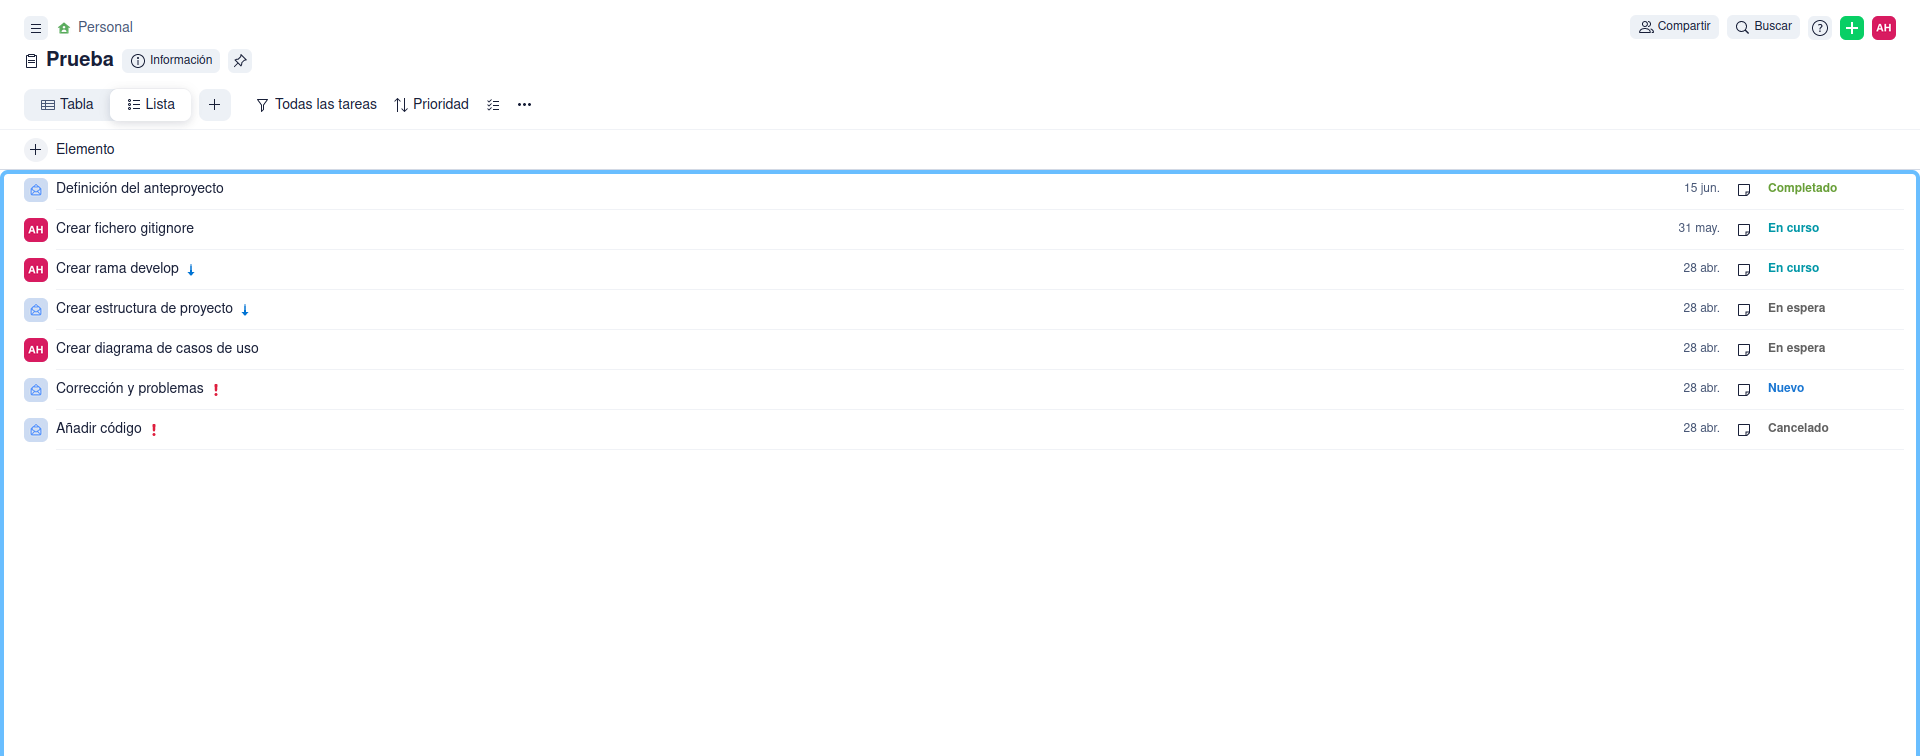 Personal
Compartir Buscar ? + AH
Prueba Información
Tabla Lista + Todas las tareas Prioridad ...
+ Elemento
Definición del anteproyecto 15 jun. Completado
AH Crear fichero gitignore 31 may. En curso
AH Crear rama develop 28 abr. En curso
Crear estructura de proyecto 28 abr. En espera
AH Crear diagrama de casos de uso 28 abr. En espera
Corrección y problemas ! 28 abr. Nuevo
Añadir código ! 28 abr. Cancelado